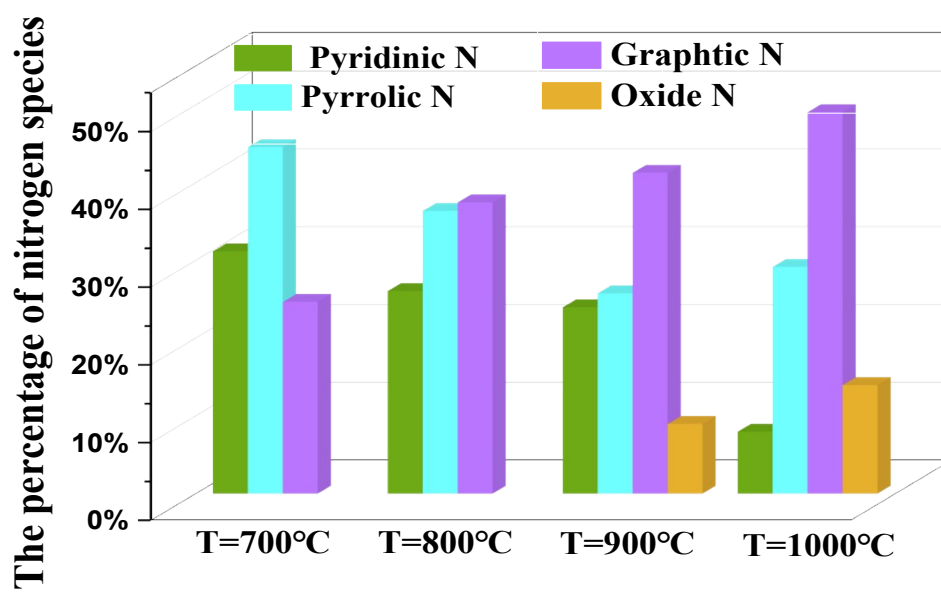 The percentage of nitrogen species
Pyridinic N
Graphtic N
Pyrrolic N
Oxide N
50%
40%
30%
20%
10%
0%
T=700°C
T=800°C
T=900°C
T=1000°C